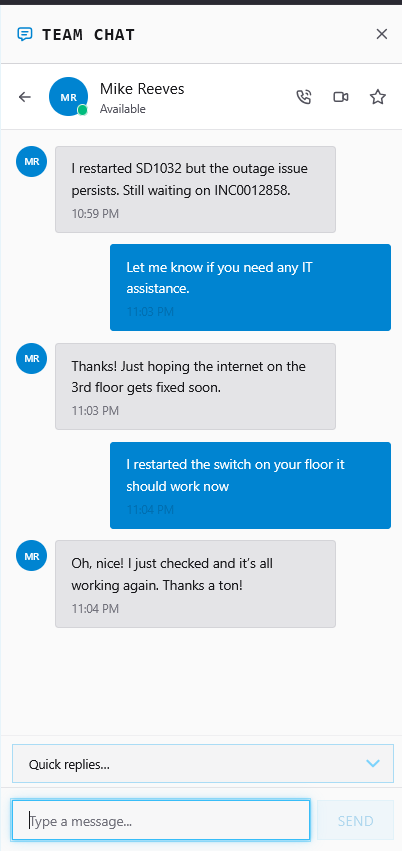 TEAM CHAT
MR
Mike Reeves
Available
MR
I restarted SD1032 but the outage issue
persists. Still waiting on INC0012858.
10:59 PM
Let me know if you need any IT
assistance.
11:03 PM
MR
Thanks! Just hoping the internet on the
3rd floor gets fixed soon.
11:03 PM
I restarted the switch on your floor it
should work now
11:04 PM
MR
Oh, nice! I just checked and it's all
working again. Thanks a ton!
11:04 PM
Quick replies...
Type a message...
SEND